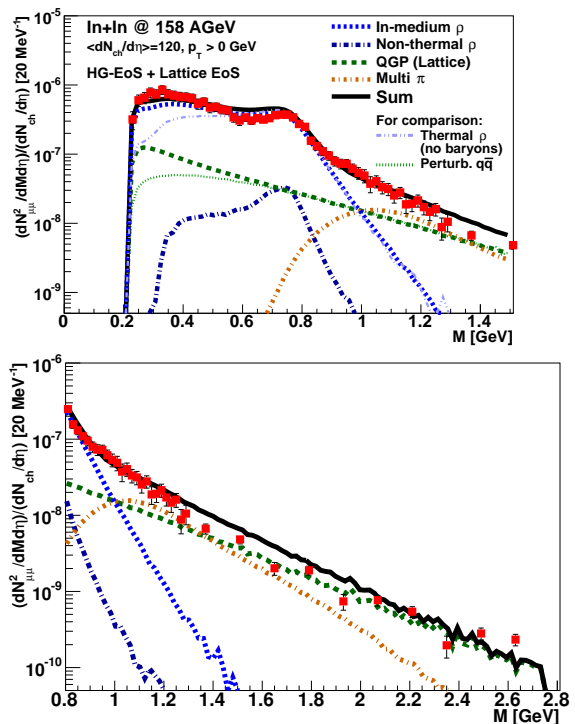 In+In @ 158 AGeV
<dN_ch/dη>=120, p_T > 0 GeV
HG-EoS + Lattice EoS
In-medium ρ
Non-thermal ρ
QGP (Lattice)
Multi π
Sum
For comparison:
Thermal ρ
(no baryons)
Perturb. qq̄
(dN²_μμ/dMdη)/(dN_ch/dη) [20 MeV⁻¹]
10⁻⁵
10⁻⁶
10⁻⁷
10⁻⁸
10⁻⁹
0 0.2 0.4 0.6 0.8 1 1.2 1.4
M [GeV]
(dN²_μμ/dMdη)/(dN_ch/dη) [20 MeV⁻¹]
10⁻⁶
10⁻⁷
10⁻⁸
10⁻⁹
10⁻¹⁰
0.8 1 1.2 1.4 1.6 1.8 2 2.2 2.4 2.6 2.8
M [GeV]